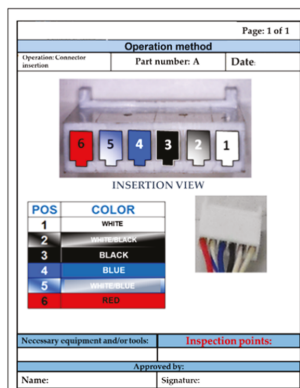 Page: 1 of 1
Operation method
Operation: Connector insertion
Part number: A
Date:
6 5 4 3 2 1
INSERTION VIEW
POS COLOR
1 WHITE
2 WHITE/BLACK
3 BLACK
4 BLUE
5 WHITE/BLUE
6 RED
Necessary equipment and/or tools:
Inspection points:
Approved by:
Name:
Signature: